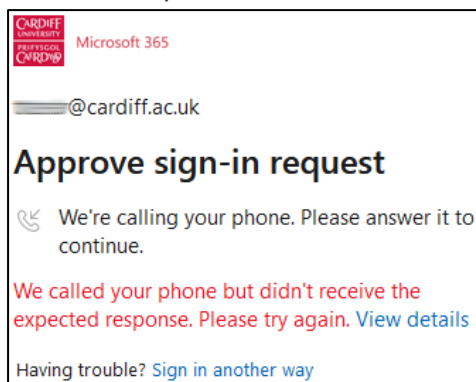 CARDIFF
UNIVERSITY
PRIFYSGOL
CAERDYDD
Microsoft 365
@cardiff.ac.uk
Approve sign-in request
We're calling your phone. Please answer it to
continue.
We called your phone but didn't receive the
expected response. Please try again. View details
Having trouble? Sign in another way